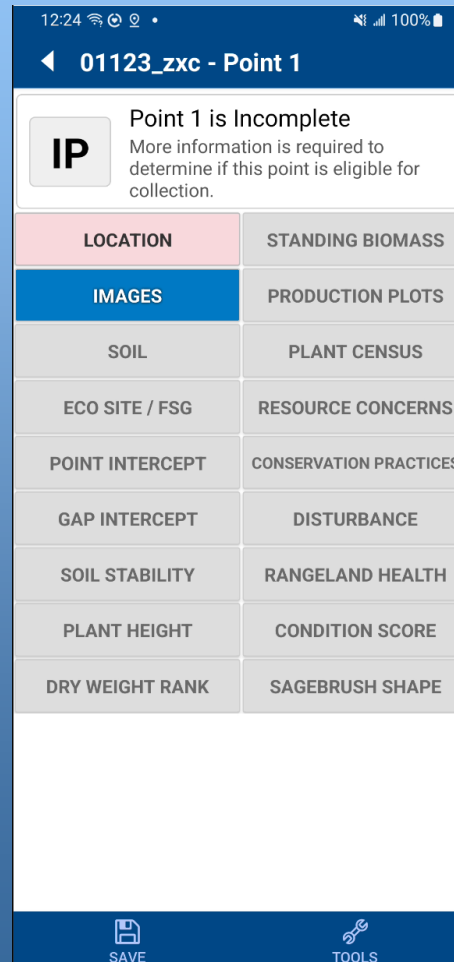 12:24
100%
01123_zxc - Point 1
IP
Point 1 is Incomplete
More information is required to
determine if this point is eligible for
collection.
LOCATION
STANDING BIOMASS
IMAGES
PRODUCTION PLOTS
SOIL
PLANT CENSUS
ECO SITE / FSG
RESOURCE CONCERNS
POINT INTERCEPT
CONSERVATION PRACTICES
GAP INTERCEPT
DISTURBANCE
SOIL STABILITY
RANGELAND HEALTH
PLANT HEIGHT
CONDITION SCORE
DRY WEIGHT RANK
SAGEBRUSH SHAPE
SAVE
TOOLS